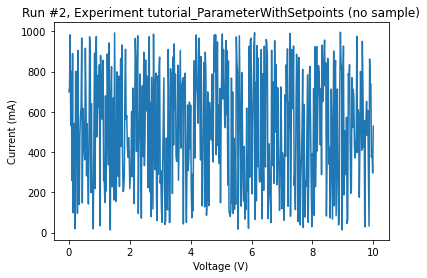 Run #2, Experiment tutorial_ParameterWithSetpoints (no sample)
1000
800
600
400
200
0
Current (mA)
0 2 4 6 8 10
Voltage (V)